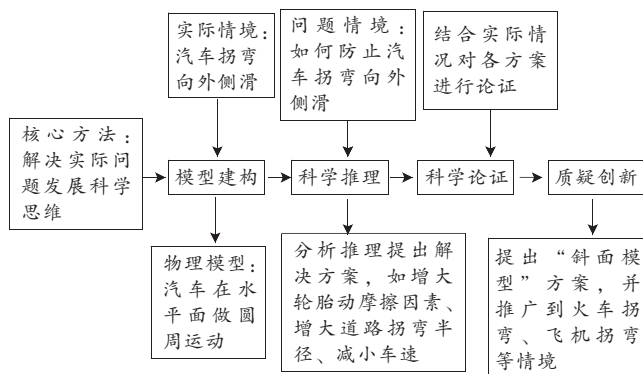 实际情境：
汽车拐弯
向外侧滑
问题情境：
如何防止汽
车拐弯向外
侧滑
结合实际情
况对各方案
进行论证
核心方法：
解决实际问
题发展科学
思维
模型建构
科学推理
科学论证
质疑创新
物理模型：
汽车在水
平面做圆
周运动
分析推理提出解
决方案，如增大
轮胎动摩擦因素、
增大道路拐弯半
径、减小车速
提出“斜面模
型”方案，并
推广到火车拐
弯、飞机拐弯
等情境